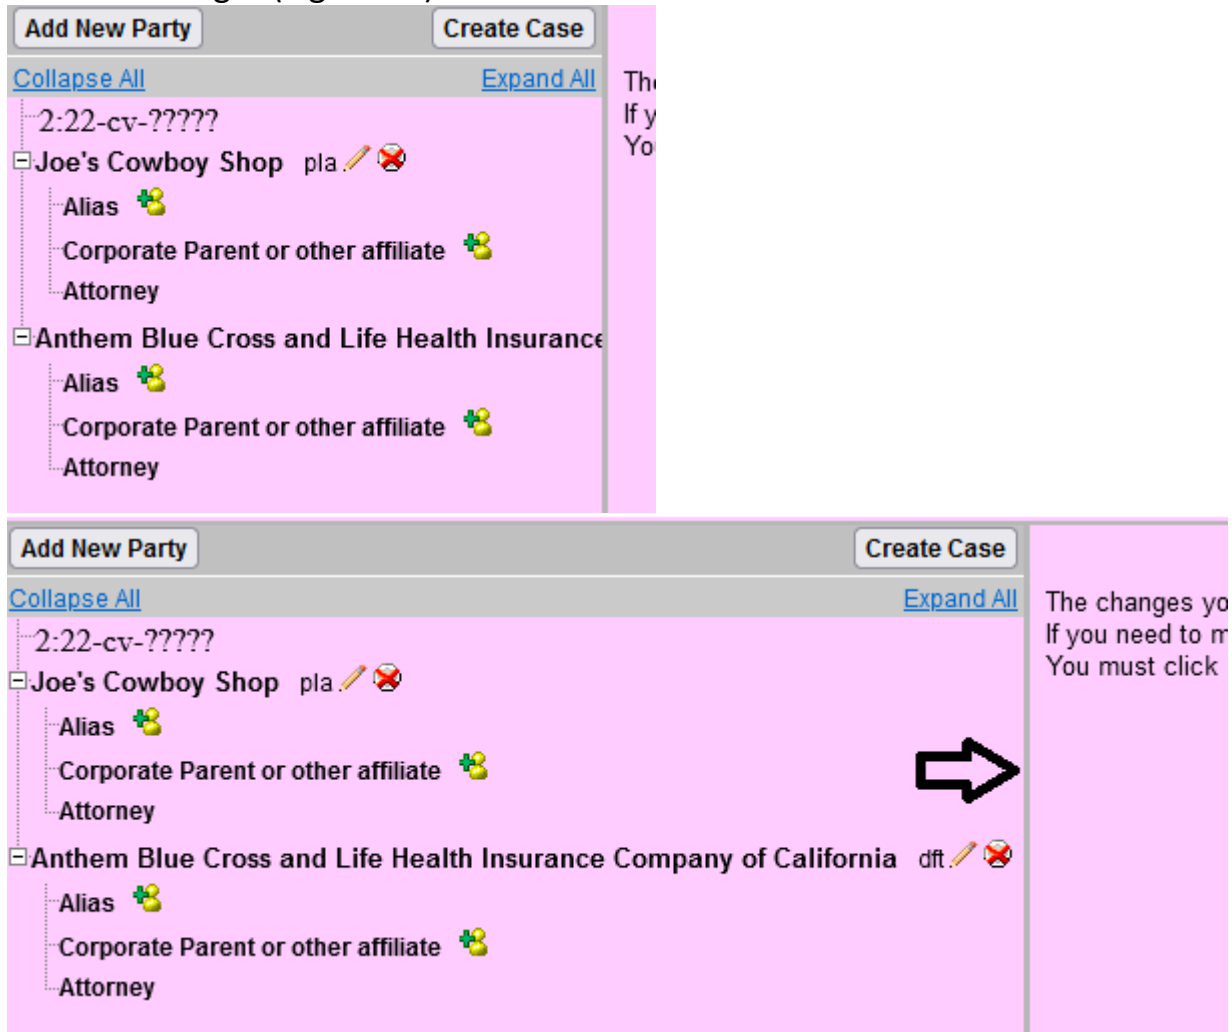 Add New Party Create Case
Collapse All Expand All
2:22-cv-?????
Joe's Cowboy Shop pla
Alias
Corporate Parent or other affiliate
Attorney
Anthem Blue Cross and Life Health Insurance
Alias
Corporate Parent or other affiliate
Attorney
If y
Add New Party Create Case
Collapse All Expand All
2:22-cv-?????
Joe's Cowboy Shop pla
Alias
Corporate Parent or other affiliate
Attorney
Anthem Blue Cross and Life Health Insurance Company of California dft
Alias
Corporate Parent or other affiliate
Attorney
The changes yo
If you need to m
You must click